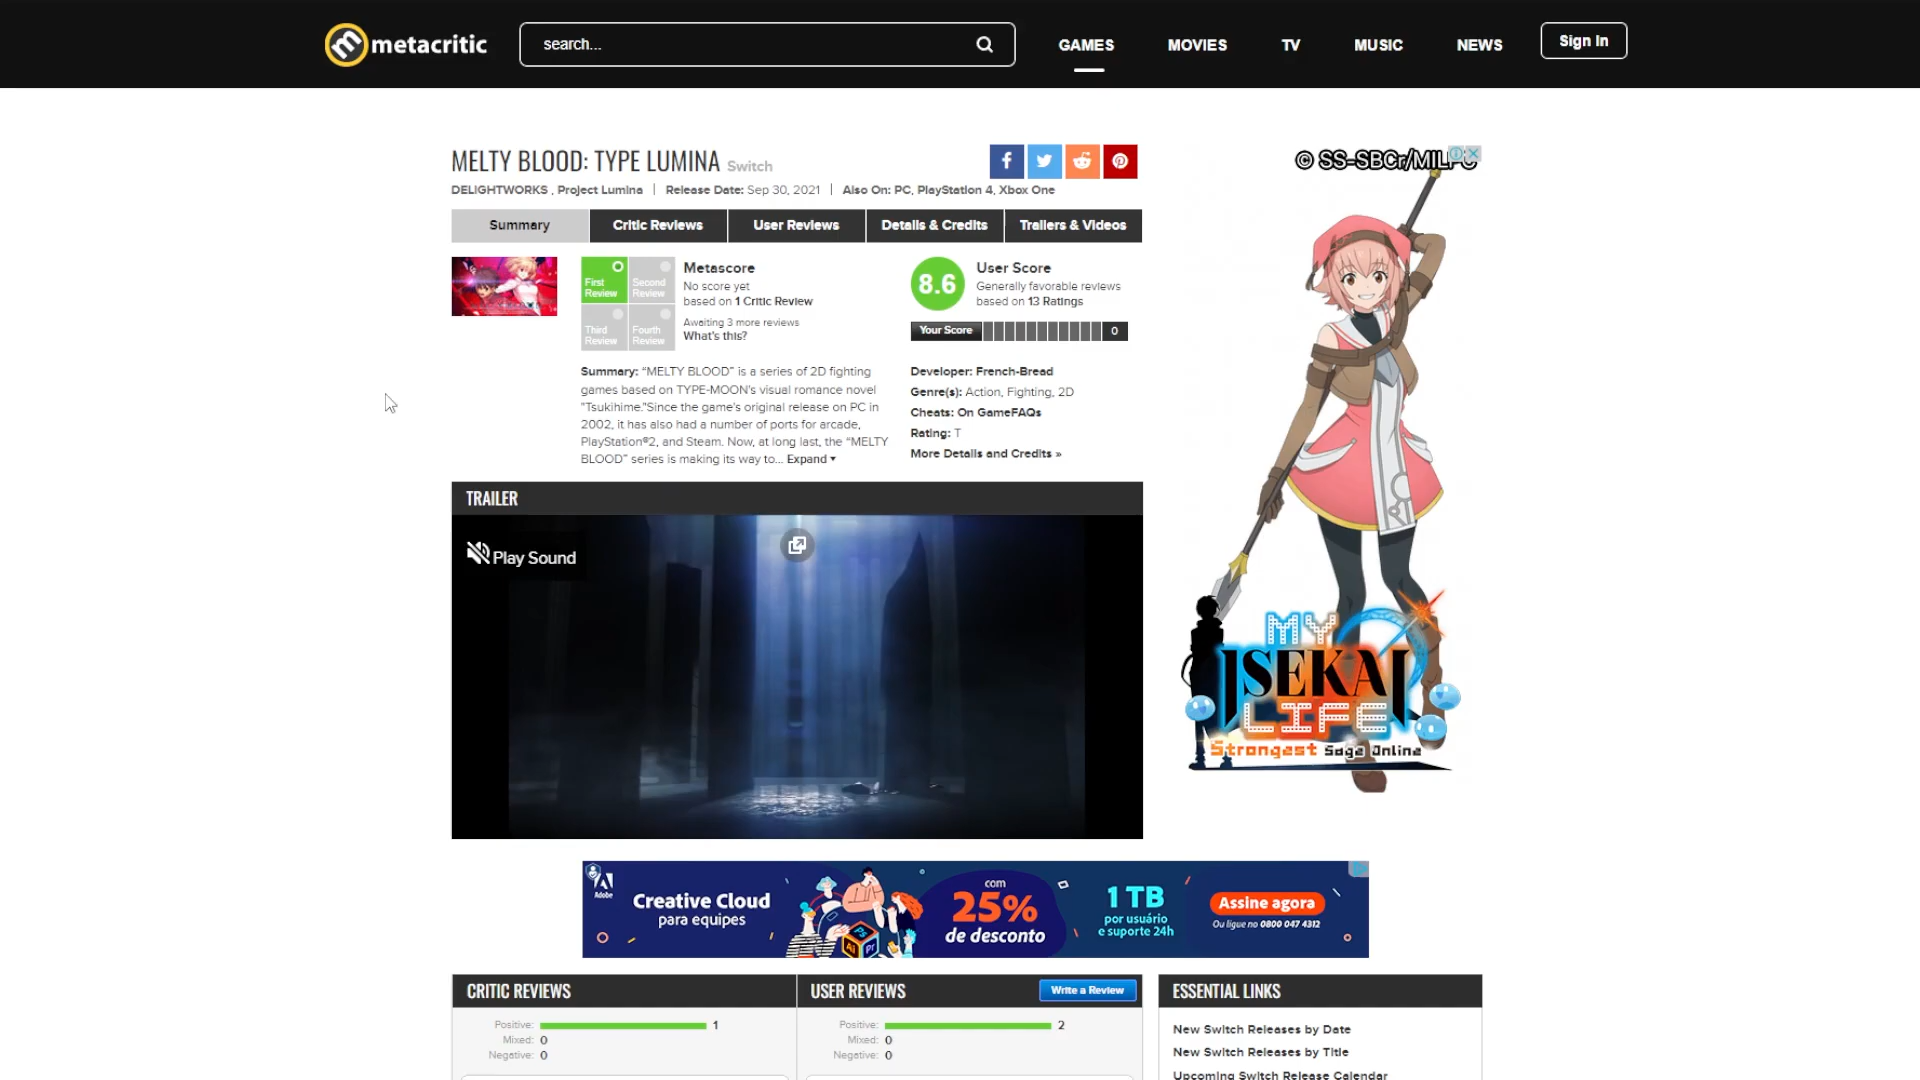 metacritic
search...
GAMES
MOVIES
TV
MUSIC
NEWS
Sign In
MELTY BLOOD: TYPE LUMINA Switch
DELIGHTWORKS , Project Lumina | Release Date: Sep 30, 2021 | Also On: PC, PlayStation 4, Xbox One
Summary
Critic Reviews
User Reviews
Details & Credits
Trailers & Videos
First Review
Second Review
Third Review
Fourth Review
Metascore
No score yet
based on 1 Critic Review
Awaiting 3 more reviews
What's this?
8.6
User Score
Generally favorable reviews
based on 13 Ratings
Your Score
0
Summary: “MELTY BLOOD” is a series of 2D fighting
games based on TYPE-MOON's visual romance novel
"Tsukihime."Since the game's original release on PC in
2002, it has also had a number of ports for arcade,
PlayStation®2, and Steam. Now, at long last, the “MELTY
BLOOD” series is making its way to... Expand
Developer: French-Bread
Genre(s): Action, Fighting, 2D
Cheats: On GameFAQs
Rating: T
More Details and Credits »
TRAILER
Play Sound
© SS-SBCr/MILPC
MY
ISEKAI
LIFE
Strongest Saga Online
Adobe
Creative Cloud
para equipes
Ps
Ai
Pr
com
25%
de desconto
1 TB
por usuário
e suporte 24h
Assine agora
Ou ligue no 0800 047 4312
CRITIC REVIEWS
Positive: 1
Mixed: 0
Negative: 0
USER REVIEWS
Write a Review
Positive: 2
Mixed: 0
Negative: 0
ESSENTIAL LINKS
New Switch Releases by Date
New Switch Releases by Title
Upcoming Switch Release Calendar